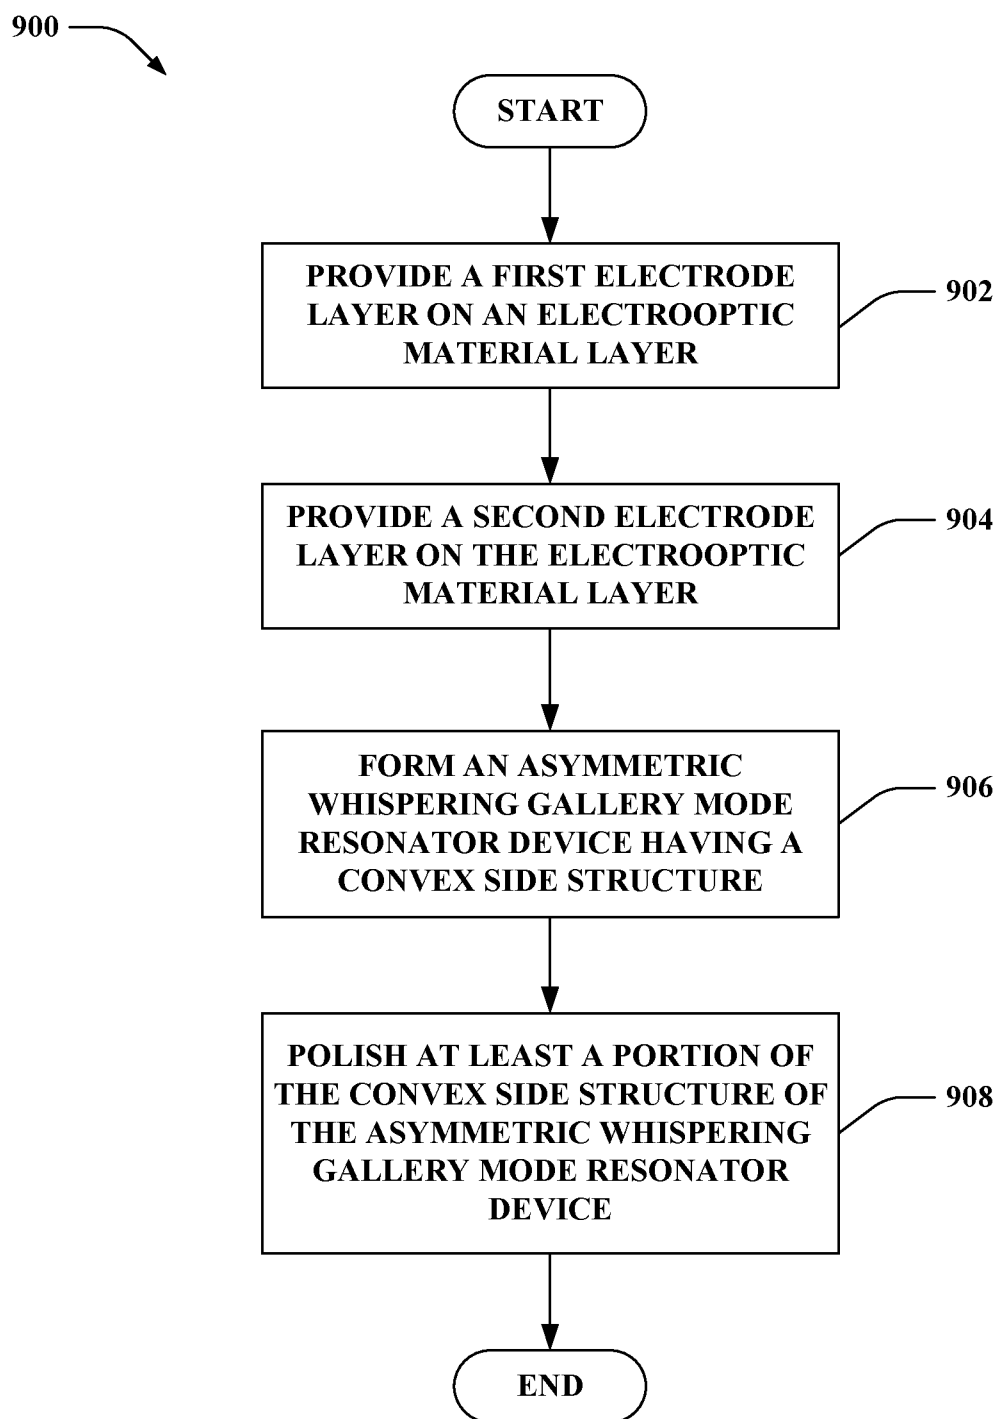 900
START
PROVIDE A FIRST ELECTRODE
LAYER ON AN ELECTROOPTIC
MATERIAL LAYER
902
PROVIDE A SECOND ELECTRODE
LAYER ON THE ELECTROOPTIC
MATERIAL LAYER
904
FORM AN ASYMMETRIC
WHISPERING GALLERY MODE
RESONATOR DEVICE HAVING A
CONVEX SIDE STRUCTURE
906
POLISH AT LEAST A PORTION OF
THE CONVEX SIDE STRUCTURE OF
THE ASYMMETRIC WHISPERING
GALLERY MODE RESONATOR
DEVICE
908
END